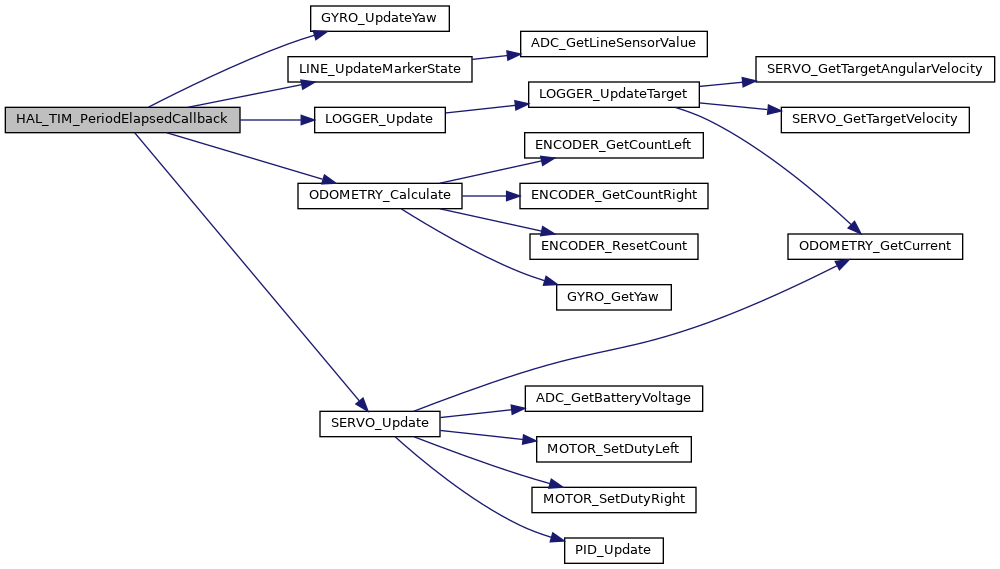 GYRO_UpdateYaw
ADC_GetLineSensorValue
LINE_UpdateMarkerState
SERVO_GetTargetAngularVelocity
LOGGER_UpdateTarget
HAL_TIM_PeriodElapsedCallback
LOGGER_Update
SERVO_GetTargetVelocity
ENCODER_GetCountLeft
ODOMETRY_Calculate
ENCODER_GetCountRight
ENCODER_ResetCount
ODOMETRY_GetCurrent
GYRO_GetYaw
ADC_GetBatteryVoltage
SERVO_Update
MOTOR_SetDutyLeft
MOTOR_SetDutyRight
PID_Update